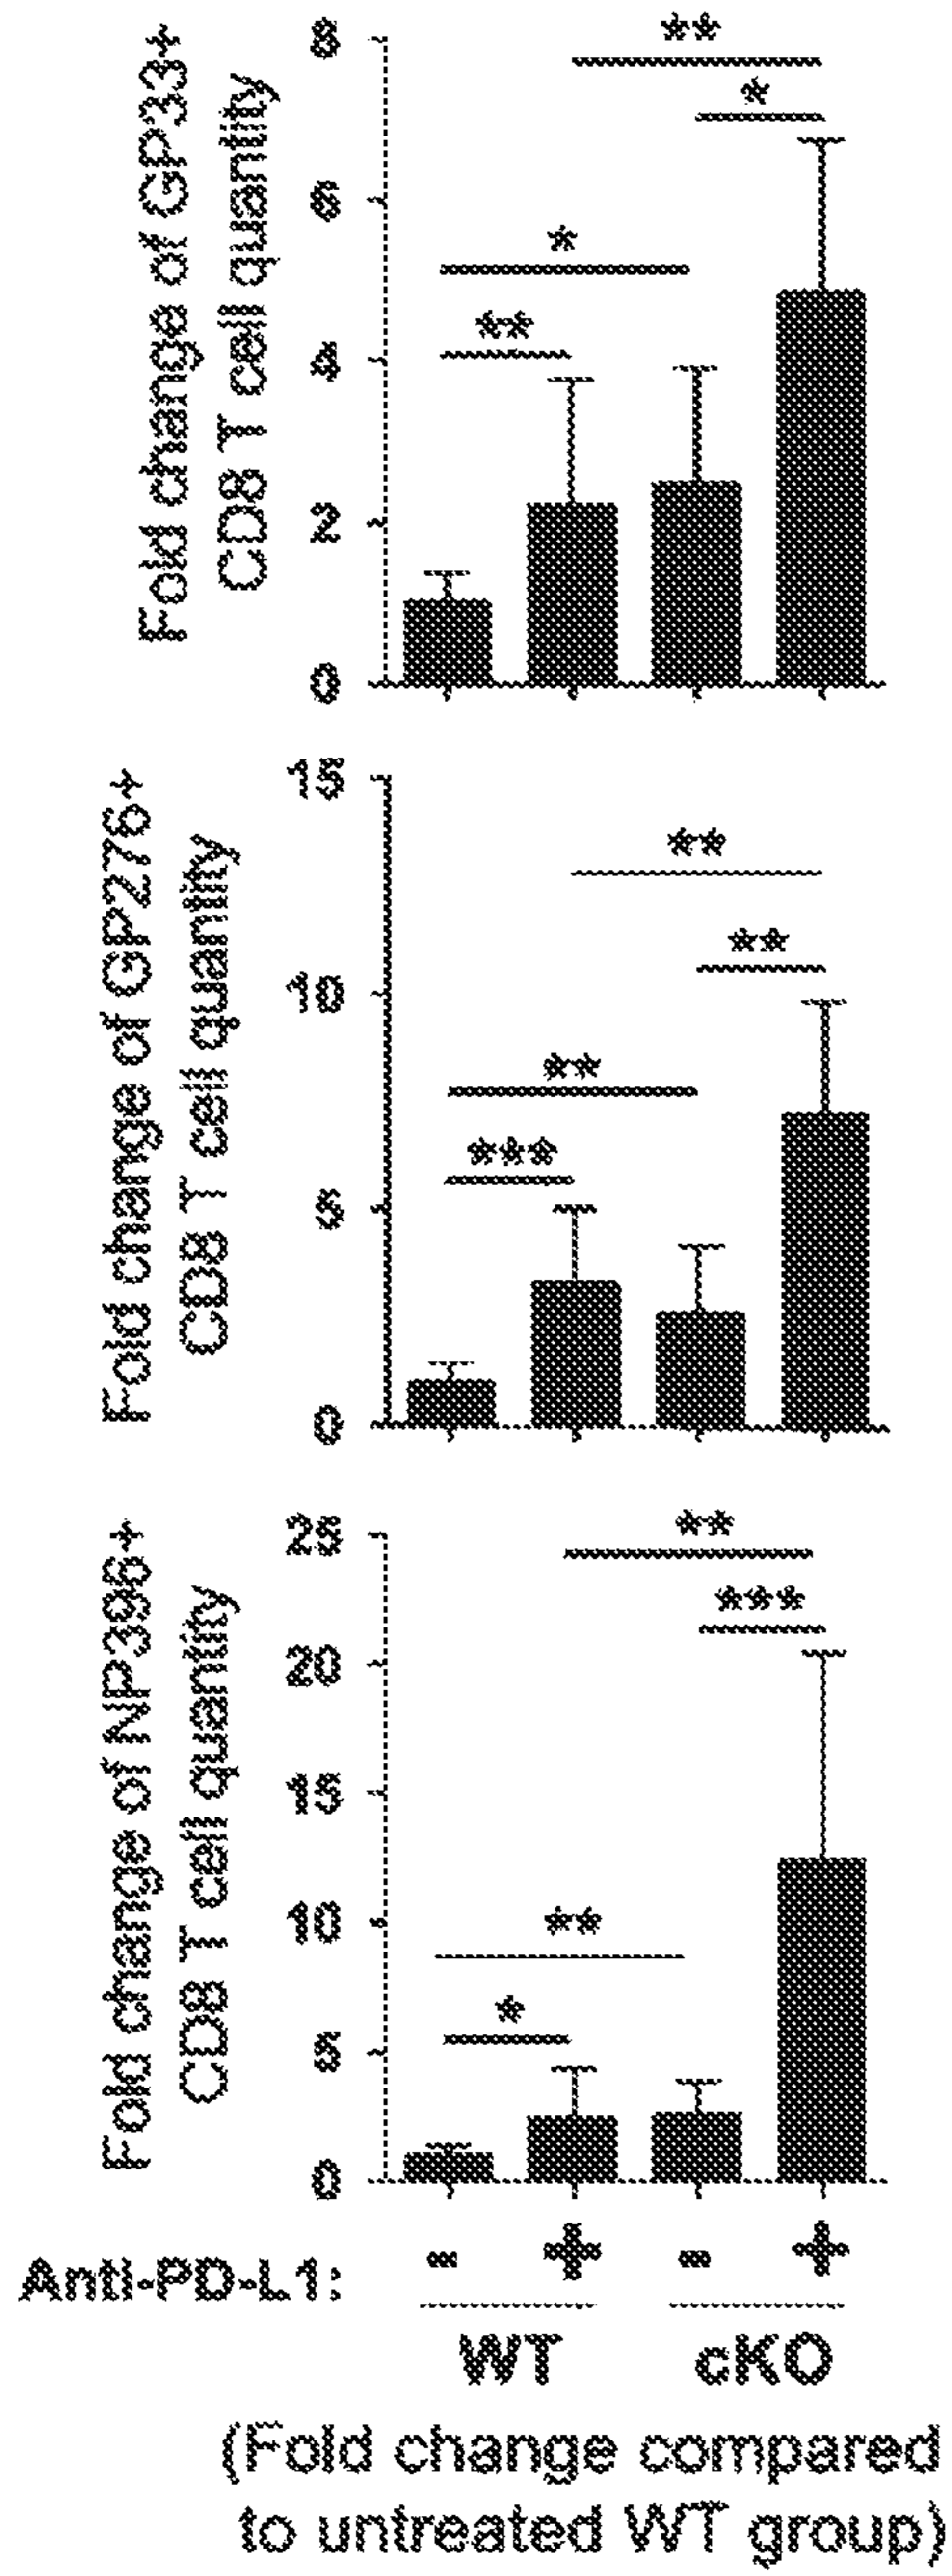 Fold change of GP33+
CD8 T cell quantity
8
6
4
2
0
**
*
*
**
Fold change of GP276+
CD8 T cell quantity
15
10
5
0
**
**
**
***
Fold change of NP396+
CD8 T cell quantity
25
20
15
10
5
0
**
***
**
*
Anti-PD-L1: - + - +
WT cKO
(Fold change compared
to untreated WT group)